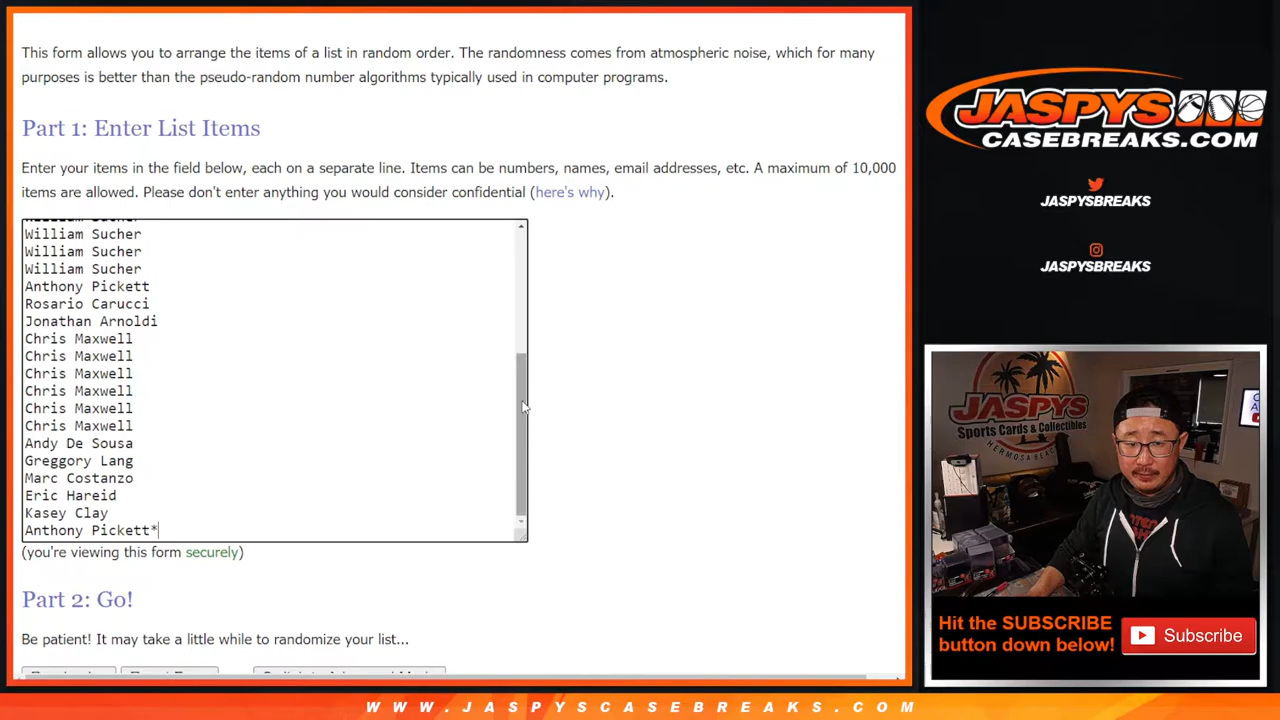 This form allows you to arrange the items of a list in random order. The randomness comes from atmospheric noise, which for many
purposes is better than the pseudo-random number algorithms typically used in computer programs.
Part 1: Enter List Items
Enter your items in the field below, each on a separate line. Items can be numbers, names, email addresses, etc. A maximum of 10,000
items are allowed. Please don't enter anything you would consider confidential (here's why).
William Sucher
William Sucher
William Sucher
Anthony Pickett
Rosario Carucci
Jonathan Arnoldi
Chris Maxwell
Chris Maxwell
Chris Maxwell
Chris Maxwell
Chris Maxwell
Chris Maxwell
Andy De Sousa
Greggory Lang
Marc Costanzo
Eric Hareid
Kasey Clay
Anthony Pickett*
(you're viewing this form securely)
Part 2: Go!
Be patient! It may take a little while to randomize your list...
JASPYS
CASEBREAKS.COM
JASPYSBREAKS
JASPYSBREAKS
JASPYS
Sports Cards & Collectibles
HERMOSA BEACH
Hit the SUBSCRIBE
button down below!
Subscribe
WWW.JASPYSCASEBREAKS.COM